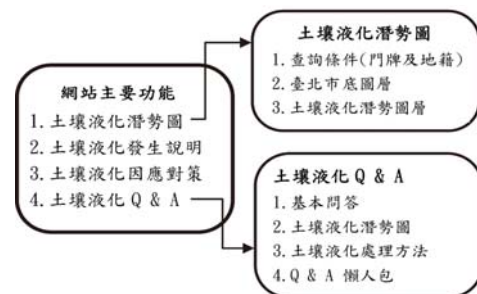 網站主要功能
1.土壤液化潛勢圖
2.土壤液化發生說明
3.土壤液化因應對策
4.土壤液化 Q & A
土壤液化潛勢圖
1.查詢條件(門牌及地籍)
2.臺北市底圖層
3.土壤液化潛勢圖層
土壤液化 Q & A
1.基本問答
2.土壤液化潛勢圖
3.土壤液化處理方法
4.Q & A 懶人包